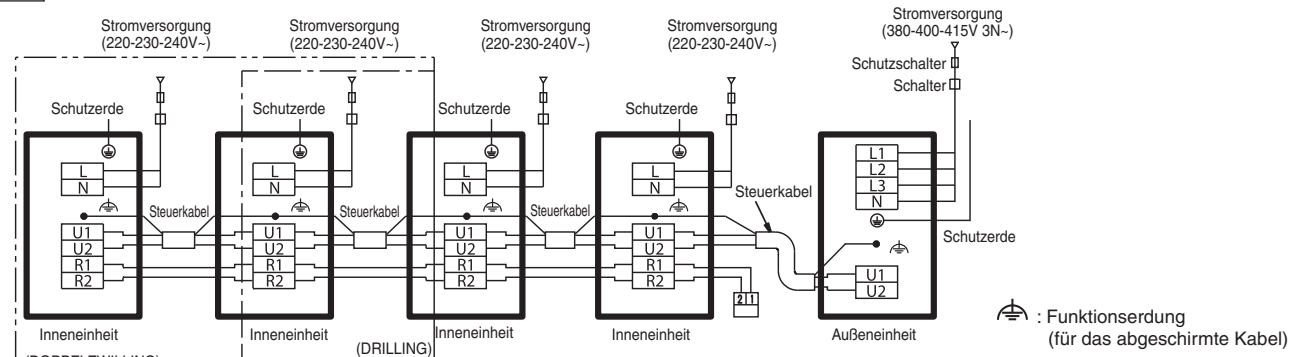 Stromversorgung
(220-230-240V~)
Stromversorgung
(220-230-240V~)
Stromversorgung
(220-230-240V~)
Stromversorgung
(220-230-240V~)
Stromversorgung
(380-400-415V 3N~)
Schutzschalter
Schalter
Schutzerde
Schutzerde
Schutzerde
Schutzerde
L
N
L
N
L
N
L
N
L1
L2
L3
N
Steuerkabel
Steuerkabel
Steuerkabel
Steuerkabel
Schutzerde
U1
U2
R1
R2
U1
U2
R1
R2
U1
U2
R1
R2
U1
U2
R1
R2
2 1
U1
U2
Inneneinheit
Inneneinheit
Inneneinheit
Inneneinheit
Außeneinheit
(DRILLING)
: Funktionserdung
(für das abgeschirmte Kabel)